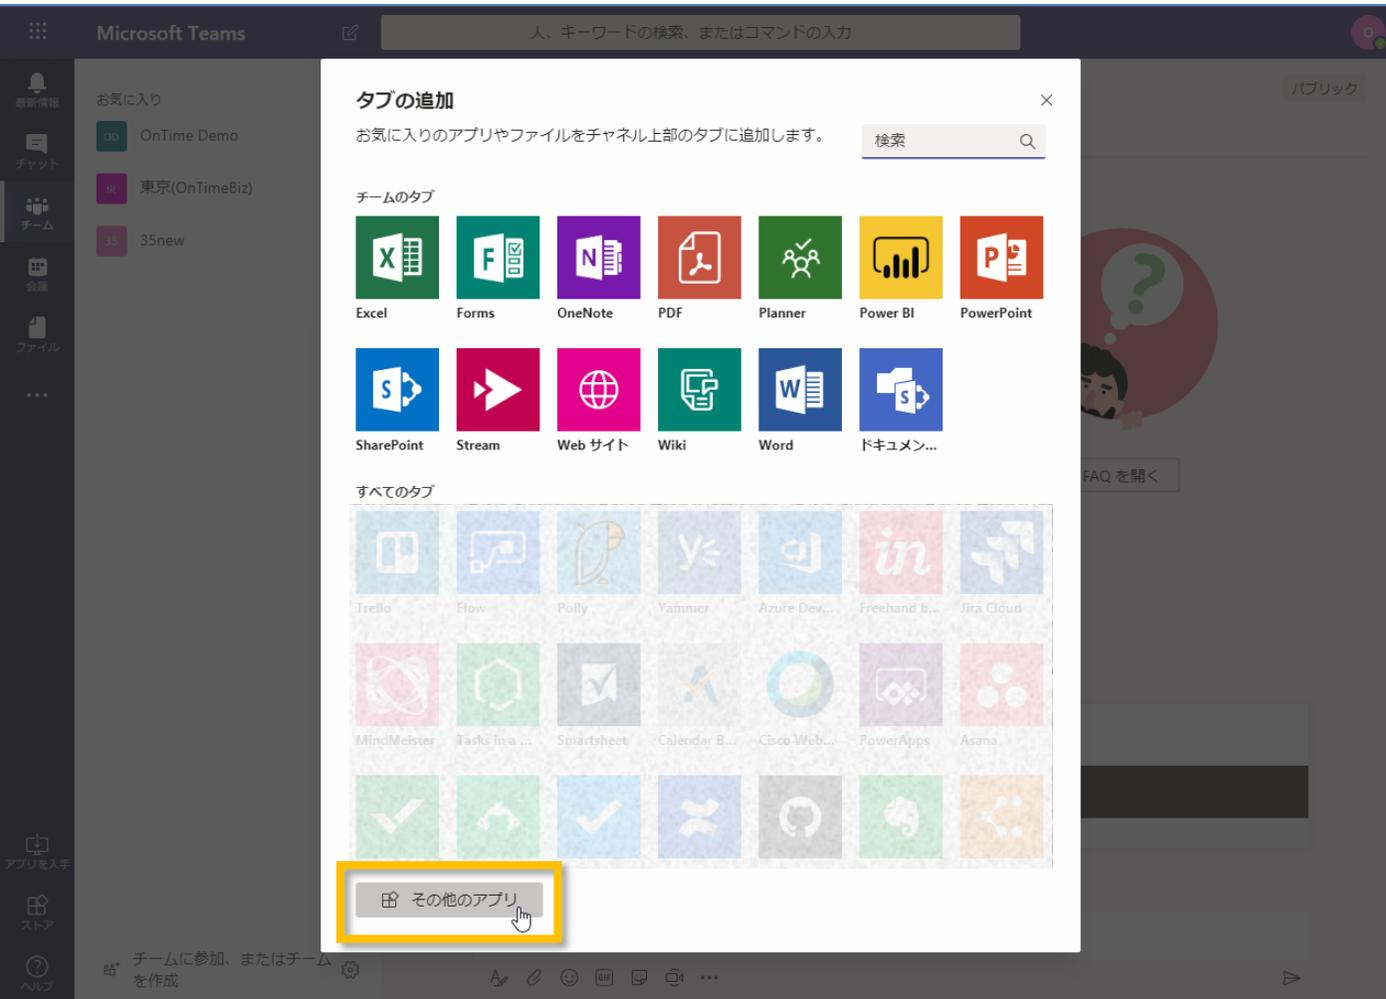 Microsoft Teams
人、キーワードの検索、またはコマンドの入力
O
最新情報
チャット
チーム
会議
ファイル
アプリを入手
ストア
ヘルプ
お気に入り
OD OnTime Demo
東 東京(OnTimeBiz)
35 35new
チームに参加、またはチーム
を作成
パブリック
FAQ を開く
タブの追加
お気に入りのアプリやファイルをチャネル上部のタブに追加します。
検索
チームのタブ
Excel Forms OneNote PDF Planner Power BI PowerPoint
SharePoint Stream Web サイト Wiki Word ドキュメン...
すべてのタブ
Trello Flow Polly Yammer Azure Dev... Freehand b... Jira Cloud
MindMeister Tasks in a ... Smartsheet Calendar B... Cisco Web... PowerApps Asana
その他のアプリ
GIF